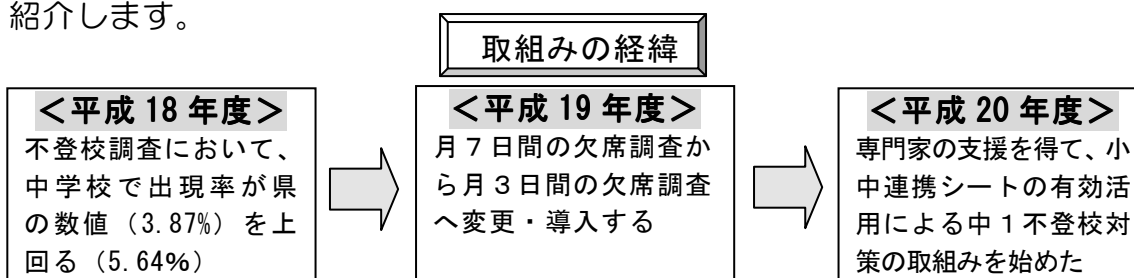 紹介します。
取組みの経緯
＜平成 18 年度＞
不登校調査において、
中学校で出現率が県
の数値（3.87%）を上
回る（5.64%）
＜平成 19 年度＞
月７日間の欠席調査か
ら月３日間の欠席調査
へ変更・導入する
＜平成 20 年度＞
専門家の支援を得て、小
中連携シートの有効活
用による中１不登校対
策の取組みを始めた